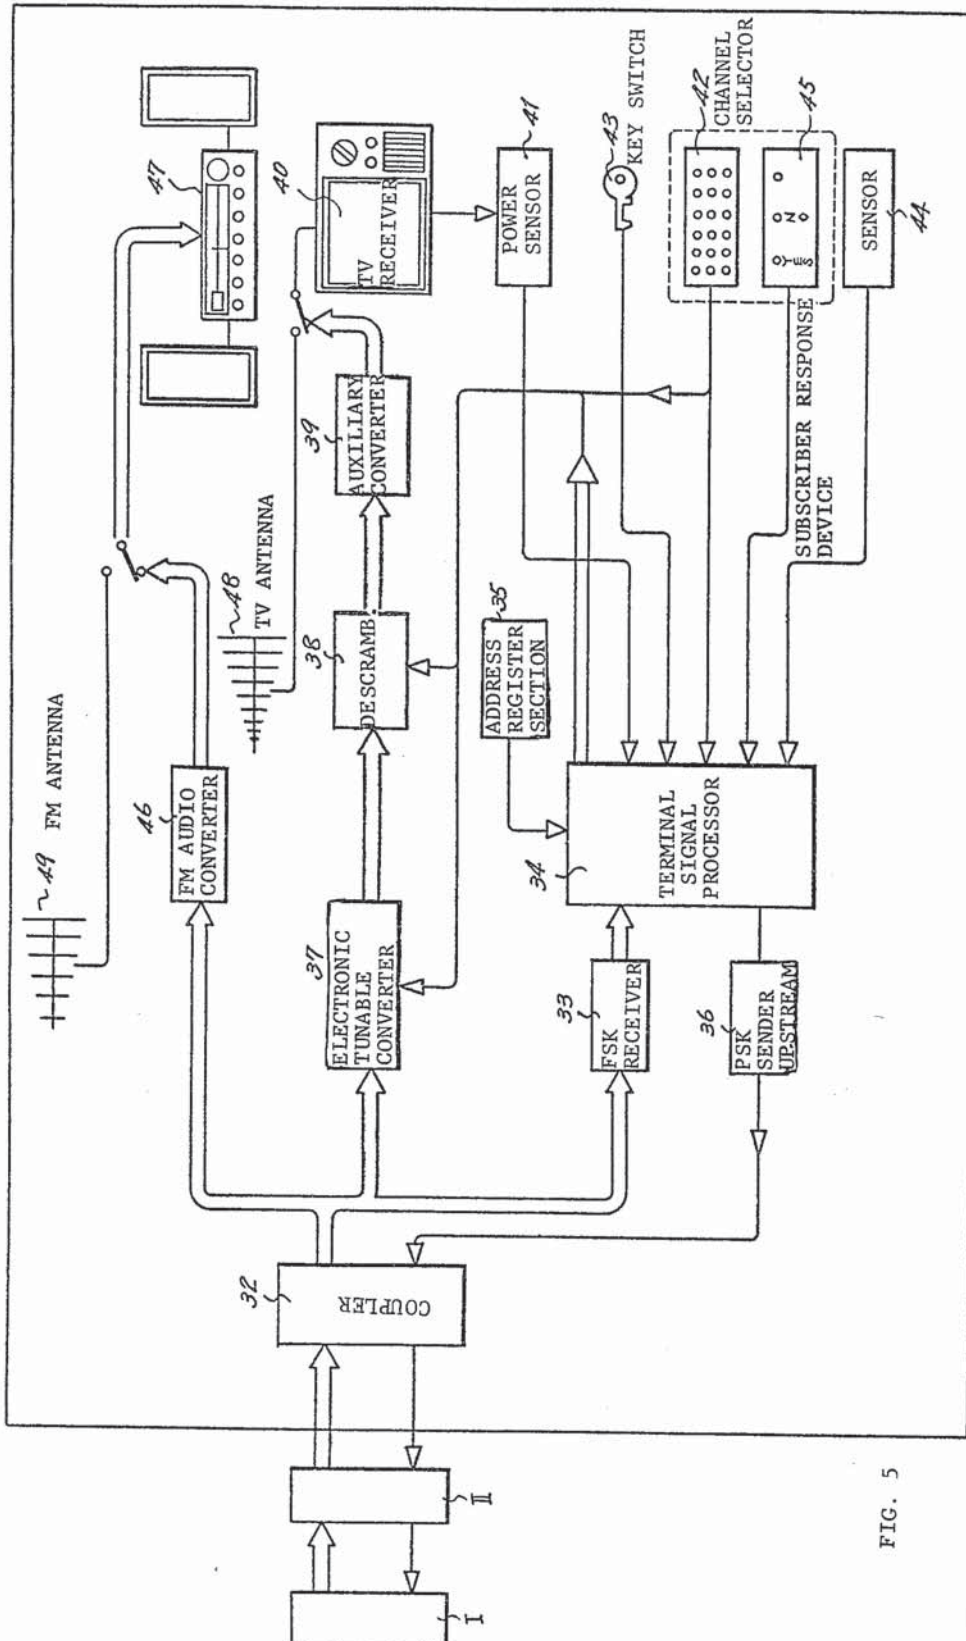 49
FM ANTENNA
46
FM AUDIO
CONVERTER
48
TV ANTENNA
47
40
TV
RECEIVER
41
POWER
SENSOR
43
KEY SWITCH
42
CHANNEL
SELECTOR
45
YES
NO
SENSOR
44
SUBSCRIBER RESPONSE
DEVICE
39
AUXILIARY
CONVERTER
38
DESCRAMB.
37
ELECTRONIC
TUNABLE
CONVERTER
35
ADDRESS
REGISTER
SECTION
34
TERMINAL
SIGNAL
PROCESSOR
33
FSK
RECEIVER
36
PSK
SENDER
UPSTREAM
32
COUPLER
II
I
FIG. 5